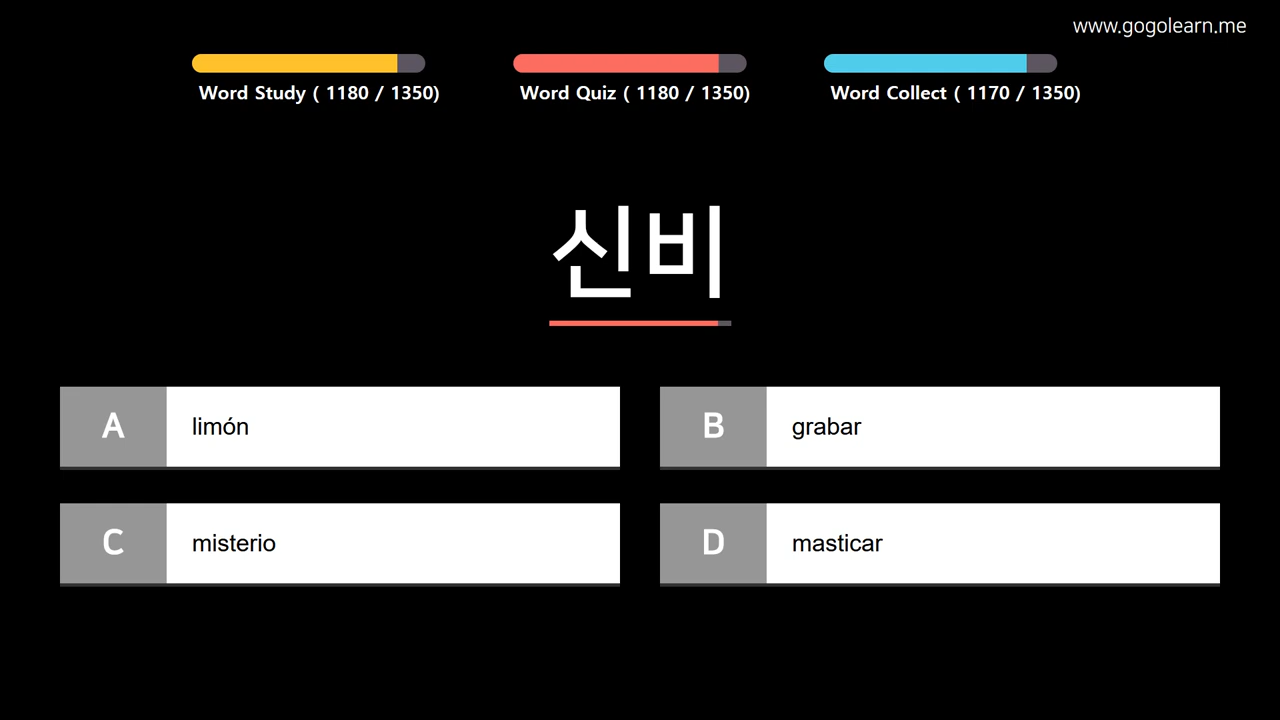 www.gogolearn.me
Word Study ( 1180 / 1350)
Word Quiz ( 1180 / 1350)
Word Collect ( 1170 / 1350)
신비
A limón
B grabar
C misterio
D masticar